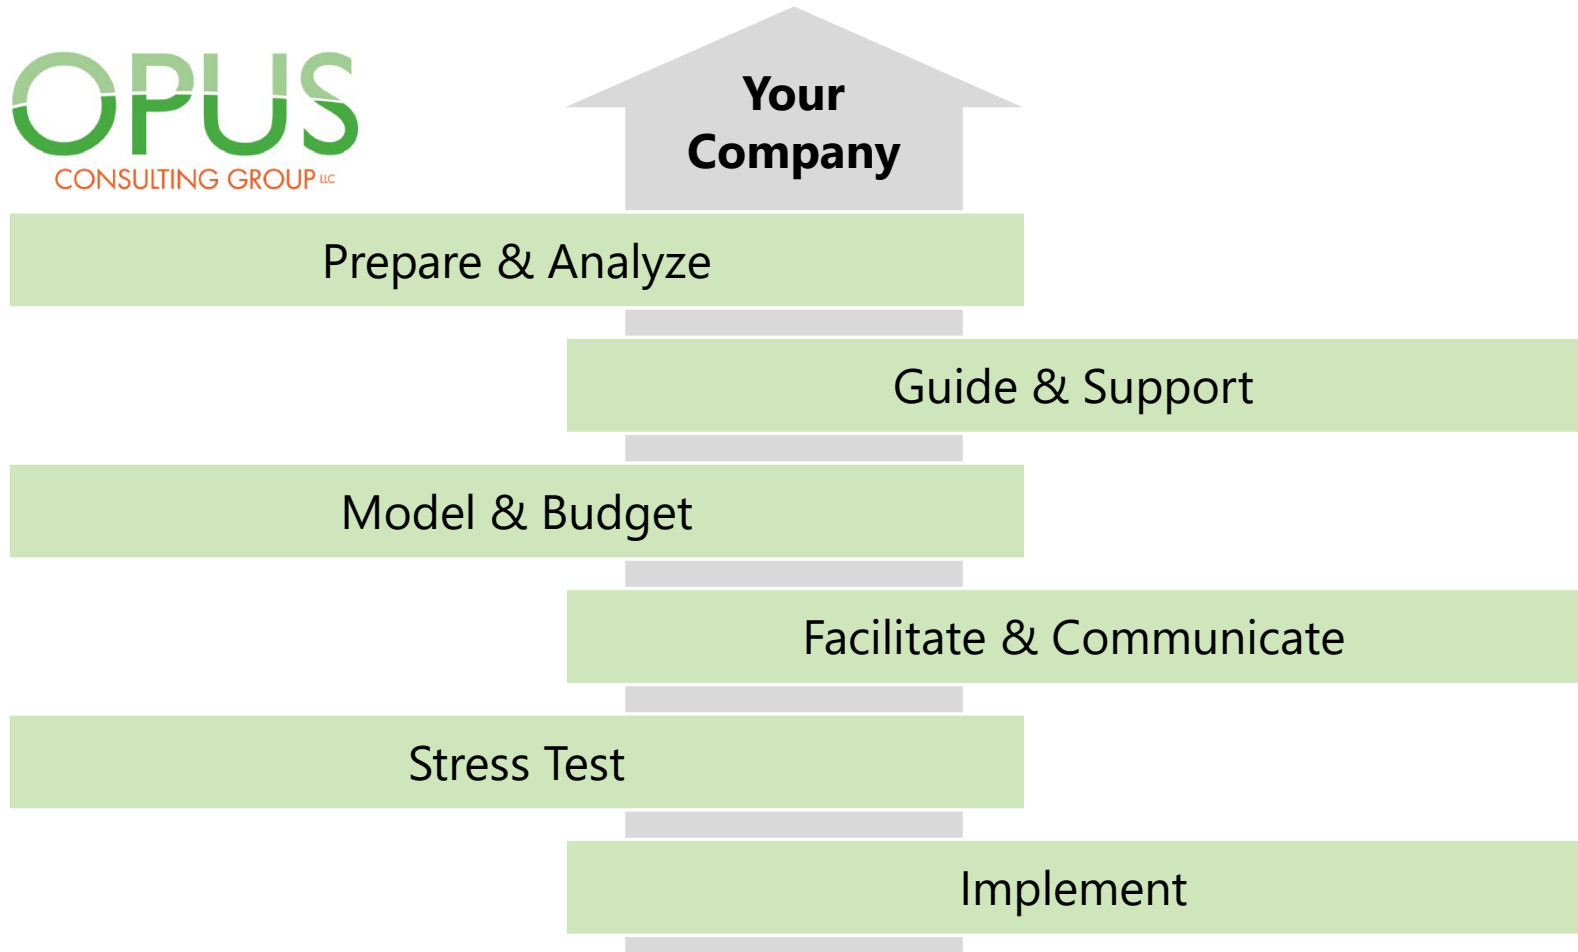 OPUS
CONSULTING GROUP LLC
Your
Company
Prepare & Analyze
Guide & Support
Model & Budget
Facilitate & Communicate
Stress Test
Implement